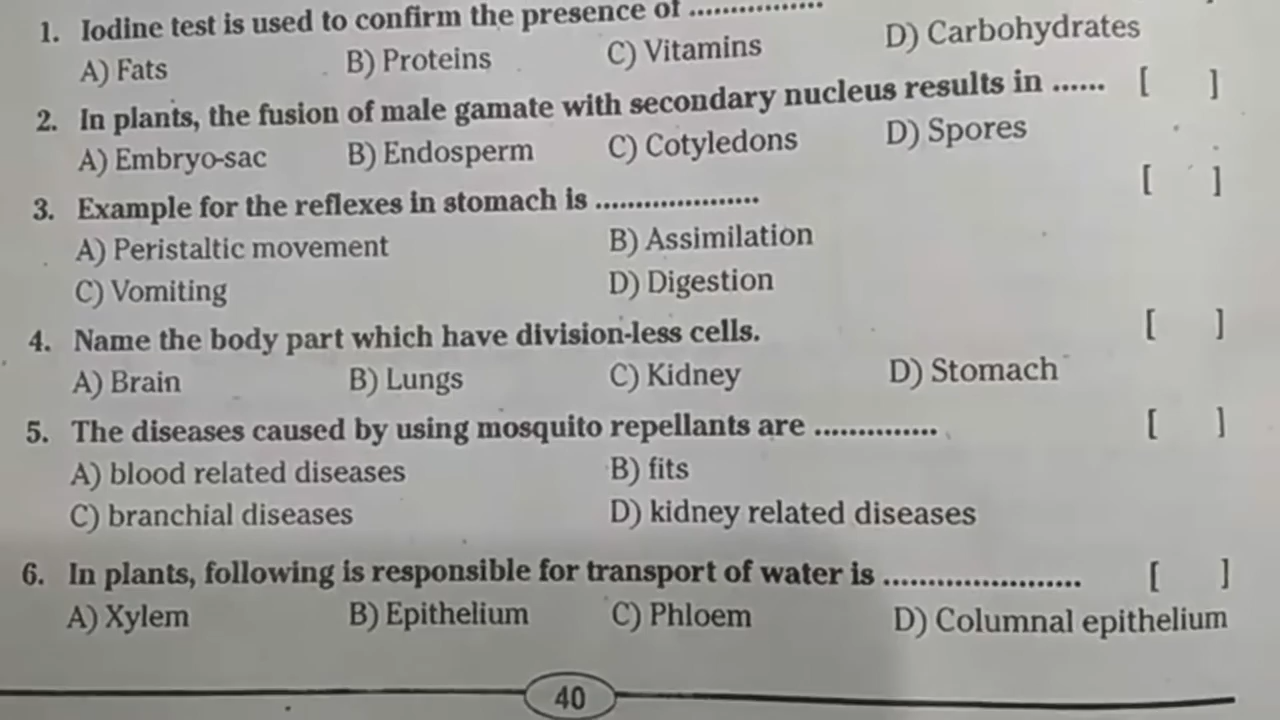 1. Iodine test is used to confirm the presence of ................
A) Fats B) Proteins C) Vitamins D) Carbohydrates
2. In plants, the fusion of male gamate with secondary nucleus results in ...... [ ]
A) Embryo-sac B) Endosperm C) Cotyledons D) Spores
3. Example for the reflexes in stomach is .................... [ ]
A) Peristaltic movement B) Assimilation
C) Vomiting D) Digestion
4. Name the body part which have division-less cells. [ ]
A) Brain B) Lungs C) Kidney D) Stomach
5. The diseases caused by using mosquito repellants are .............. [ ]
A) blood related diseases B) fits
C) branchial diseases D) kidney related diseases
6. In plants, following is responsible for transport of water is ...................... [ ]
A) Xylem B) Epithelium C) Phloem D) Columnal epithelium
40